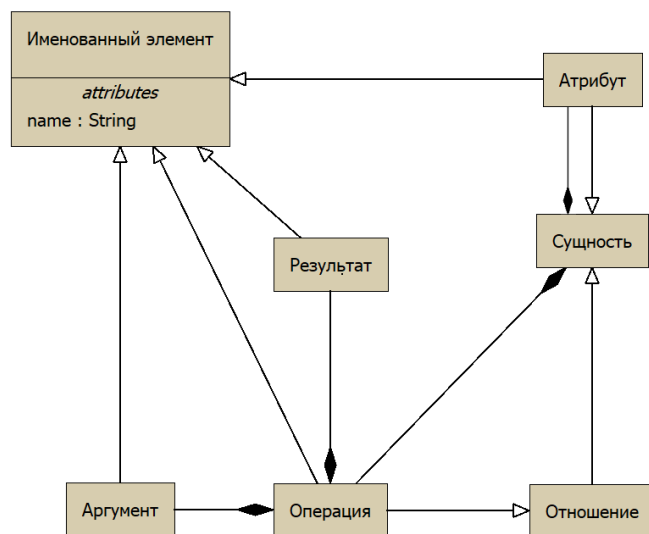 Именованный элемент
attributes
name : String
Атрибут
Сущность
Результат
Аргумент
Операция
Отношение